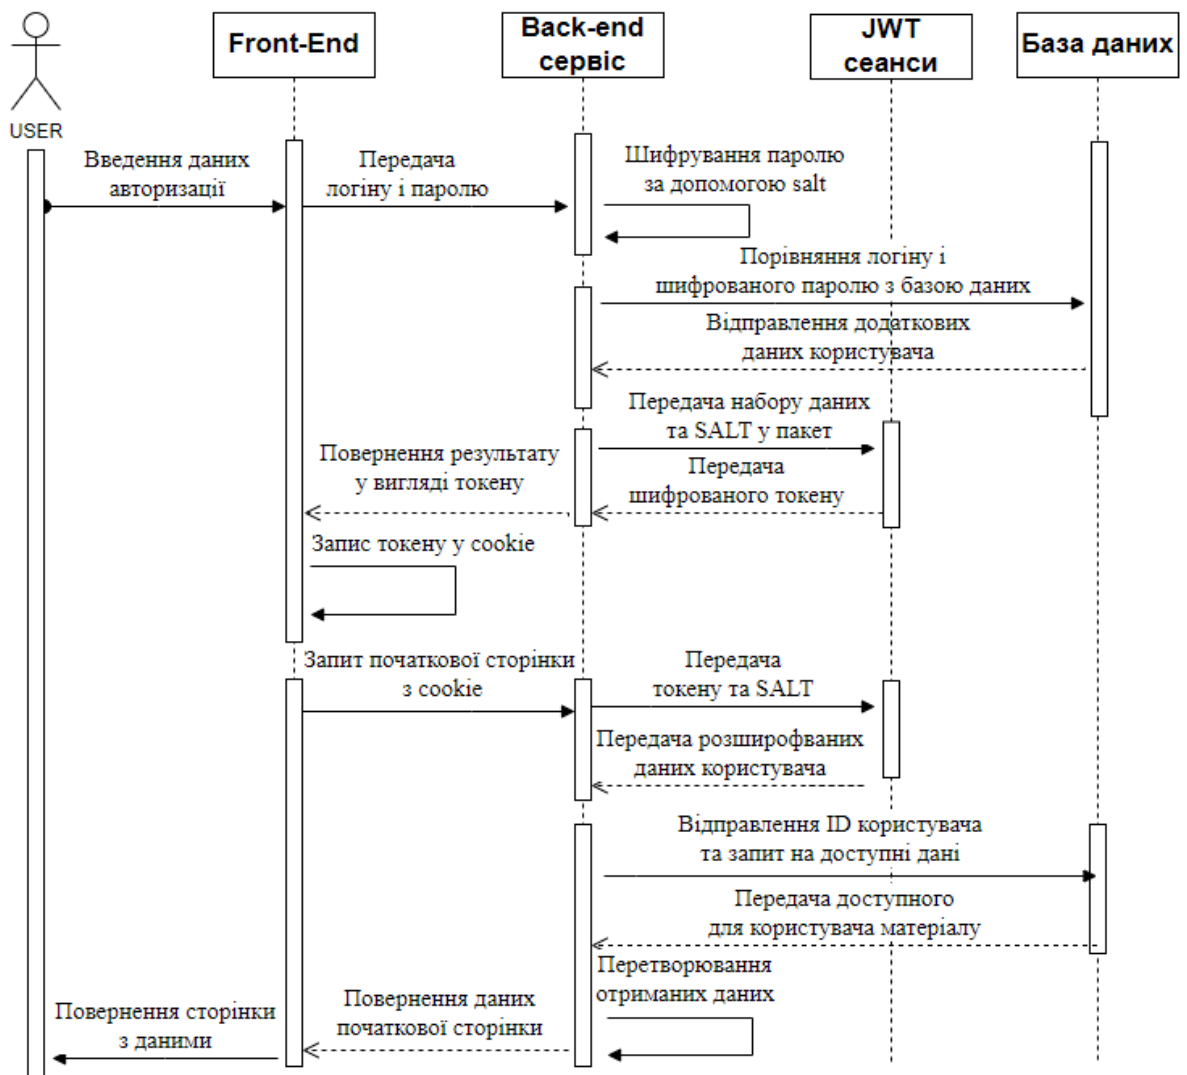 Front-End
Back-end
сервіс
JWT
сеанси
База даних
USER
Введення даних
авторизації
Передача
логіну і паролю
Шифрування паролю
за допомогою salt
Порівняння логіну і
шифрованого паролю з базою даних
Відправлення додаткових
даних користувача
Передача набору даних
та SALT у пакет
Передача
шифрованого токену
Повернення результату
у вигляді токену
Запис токену у cookie
Запит початкової сторінки
з cookie
Передача
токену та SALT
Передача розширофваних
даних користувача
Відправлення ID користувача
та запит на доступні дані
Передача доступного
для користувача матеріалу
Перетворювання
отриманих даних
Повернення даних
початкової сторінки
Повернення сторінки
з даними